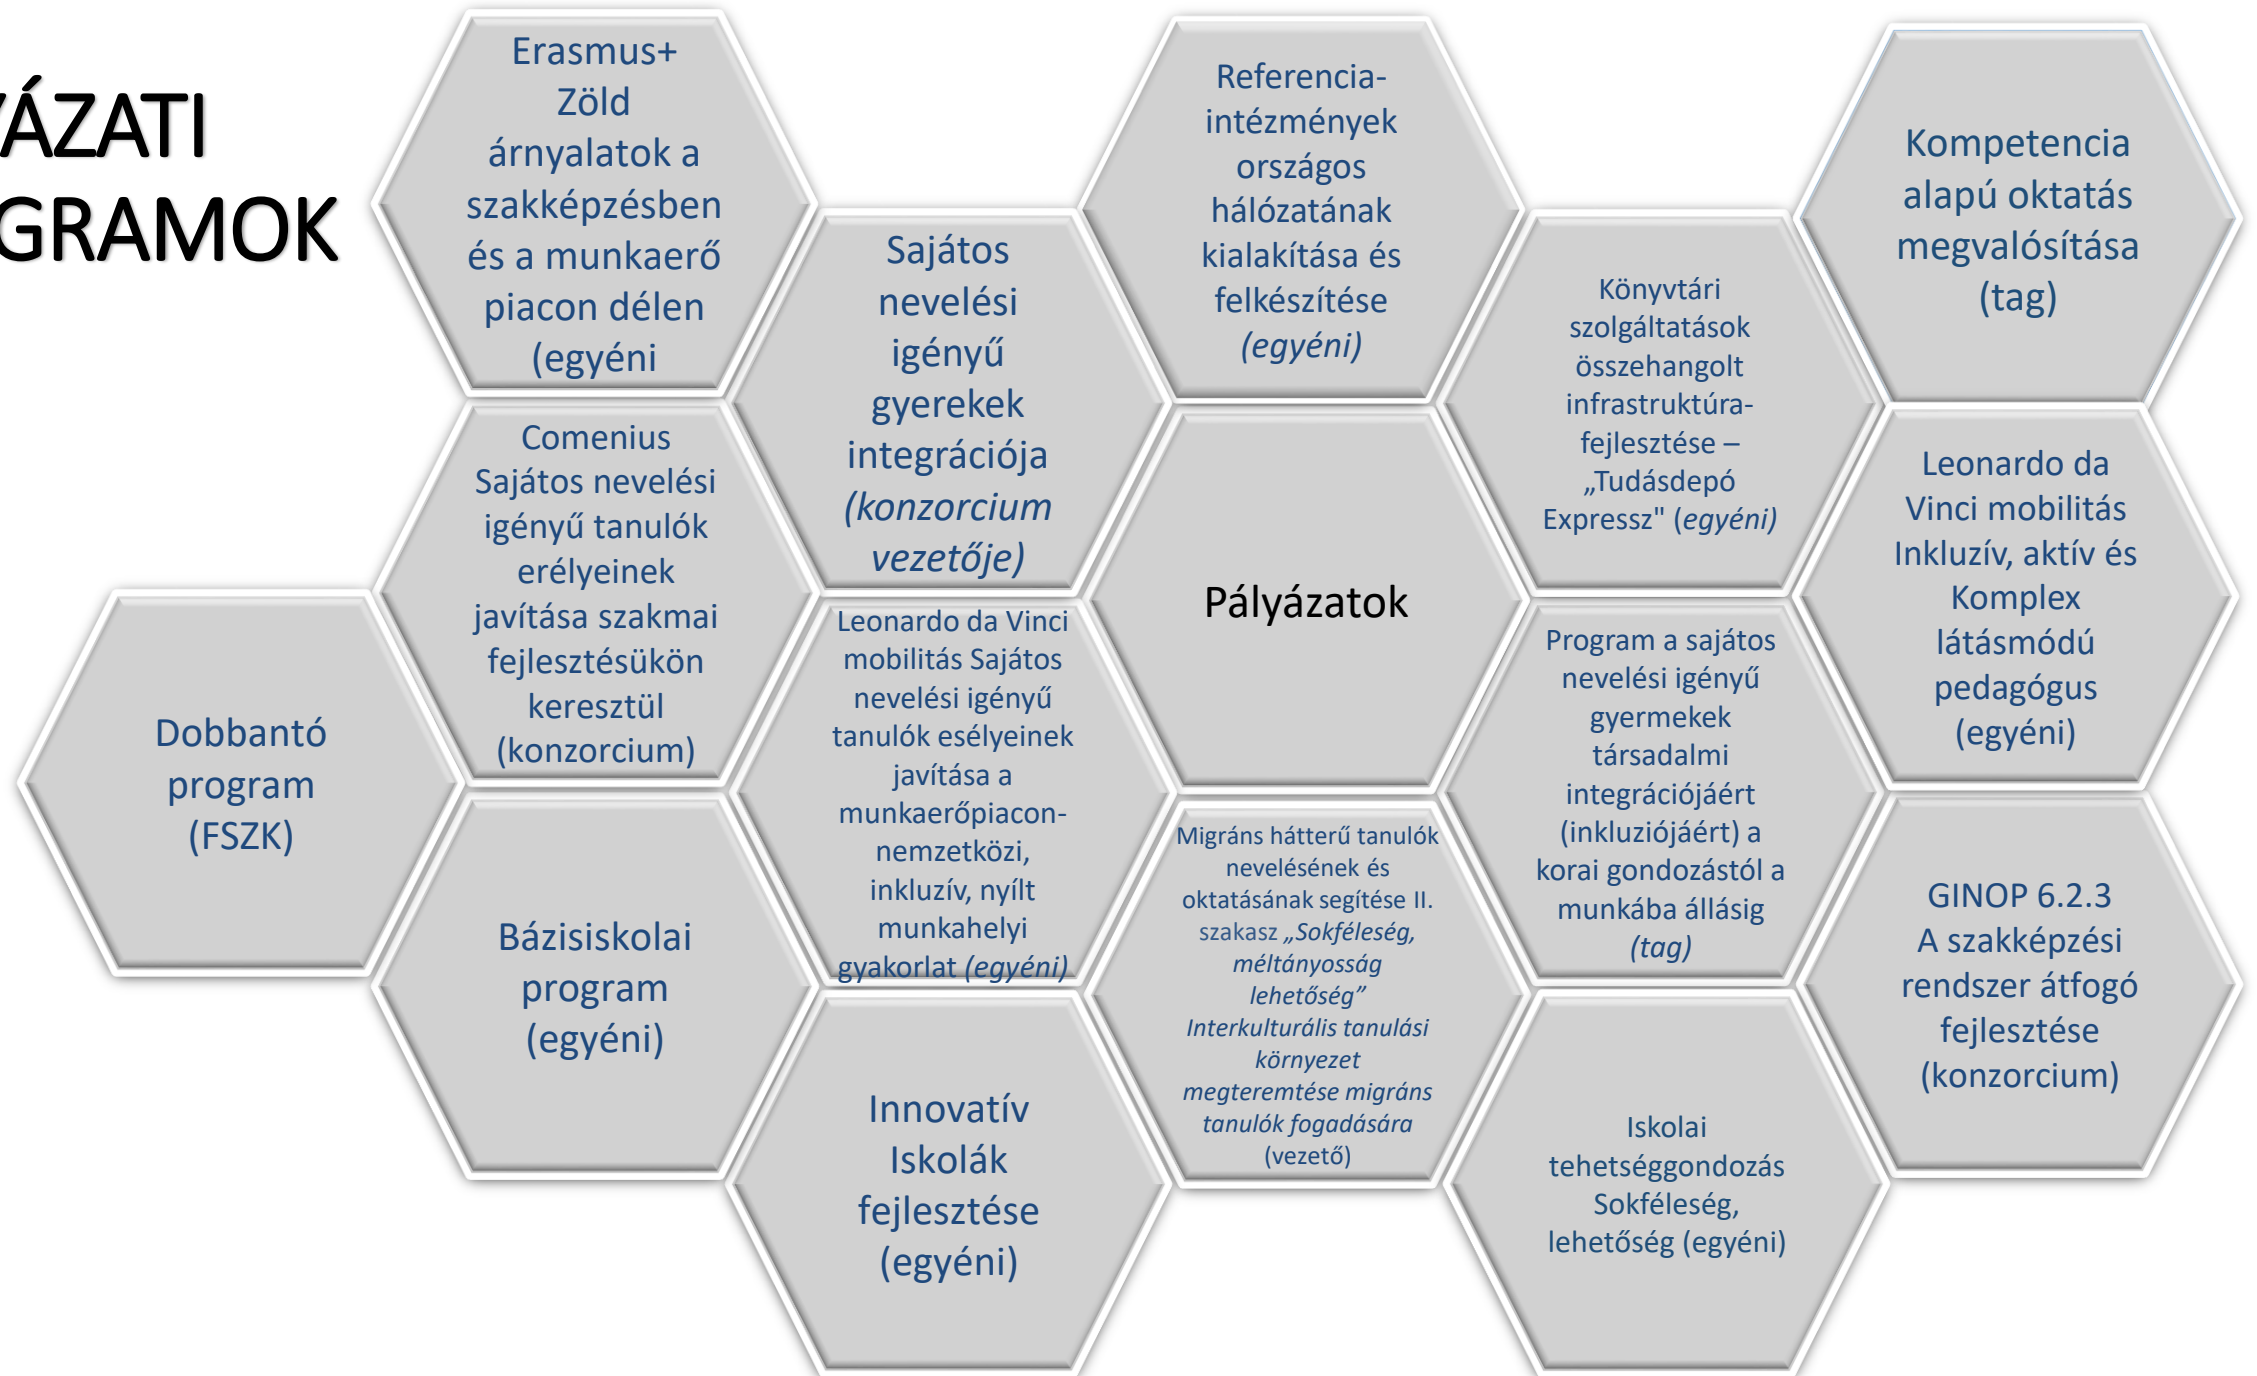 YÁZATI
GRAMOK
Erasmus+
Zöld
árnyalatok a
szakképzésben
és a munkaerő
piacon délen
(egyéni
Sajátos
nevelési
igényű
gyerekek
integrációja
(konzorcium
vezetője)
Referencia-
intézmények
országos
hálózatának
kialakítása és
felkészítése
(egyéni)
Könyvtári
szolgáltatások
összehangolt
infrastruktúra-
fejlesztése –
„Tudásdepó
Expressz" (egyéni)
Kompetencia
alapú oktatás
megvalósítása
(tag)
Comenius
Sajátos nevelési
igényű tanulók
erélyeinek
javítása szakmai
fejlesztésükön
keresztül
(konzorcium)
Leonardo da Vinci
mobilitás Sajátos
nevelési igényű
tanulók esélyeinek
javítása a
munkaerőpiacon-
nemzetközi,
inkluzív, nyílt
munkahelyi
gyakorlat (egyéni)
Pályázatok
Program a sajátos
nevelési igényű
gyermekek
társadalmi
integrációjáért
(inkluziójáért) a
korai gondozástól a
munkába állásig
(tag)
Leonardo da
Vinci mobilitás
Inkluzív, aktív és
Komplex
látásmódú
pedagógus
(egyéni)
Dobbantó
program
(FSZK)
Bázisiskolai
program
(egyéni)
Innovatív
Iskolák
fejlesztése
(egyéni)
Migráns hátterű tanulók
nevelésének és
oktatásának segítése II.
szakasz „Sokféleség,
méltányosság
lehetőség”
Interkulturális tanulási
környezet
megteremtése migráns
tanulók fogadására
(vezető)
Iskolai
tehetséggondozás
Sokféleség,
lehetőség (egyéni)
GINOP 6.2.3
A szakképzési
rendszer átfogó
fejlesztése
(konzorcium)